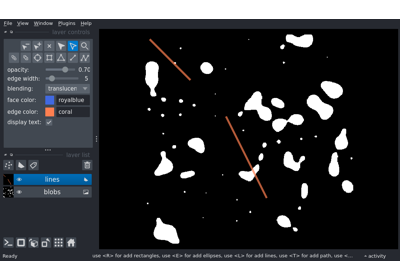 File View Window Plugins Help
layer controls
opacity: 0.70
edge width: 5
blending: translucen
face color: royalblue
edge color: coral
display text:
layer list
lines
blobs
Ready use <R> for add rectangles, use <E> for add ellipses, use <L> for add lines, use <T> for add path, use <... activity